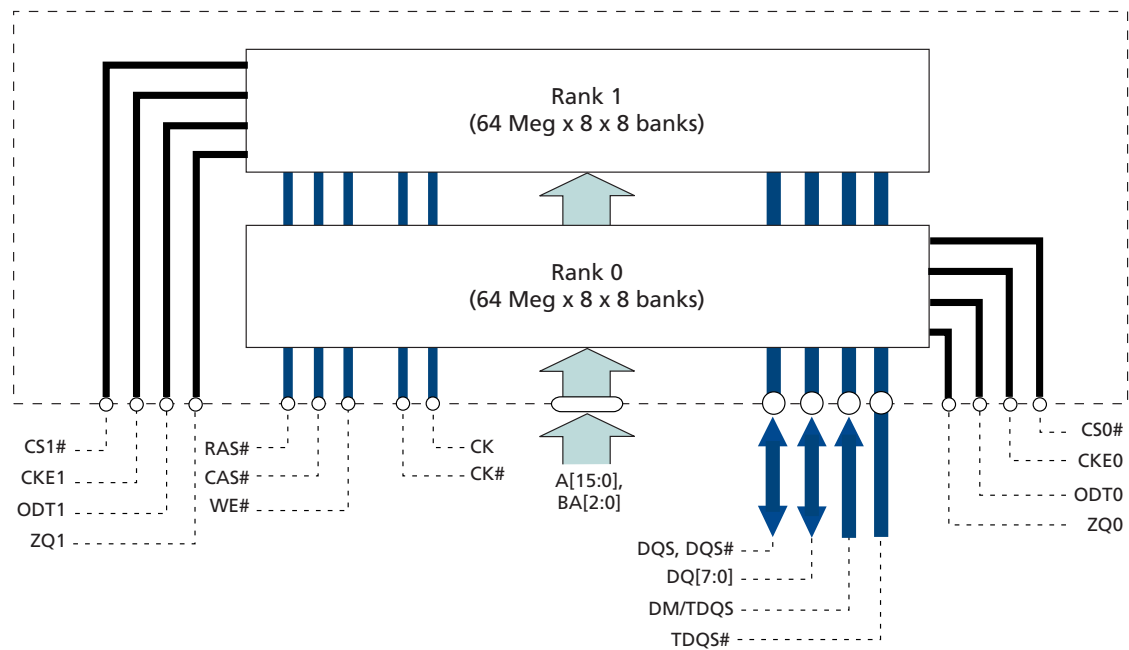 Rank 1
(64 Meg x 8 x 8 banks)
Rank 0
(64 Meg x 8 x 8 banks)
CS1#
CKE1
ODT1
ZQ1
RAS#
CAS#
WE#
CK
CK#
A[15:0],
BA[2:0]
DQS, DQS#
DQ[7:0]
DM/TDQS
TDQS#
CS0#
CKE0
ODT0
ZQ0